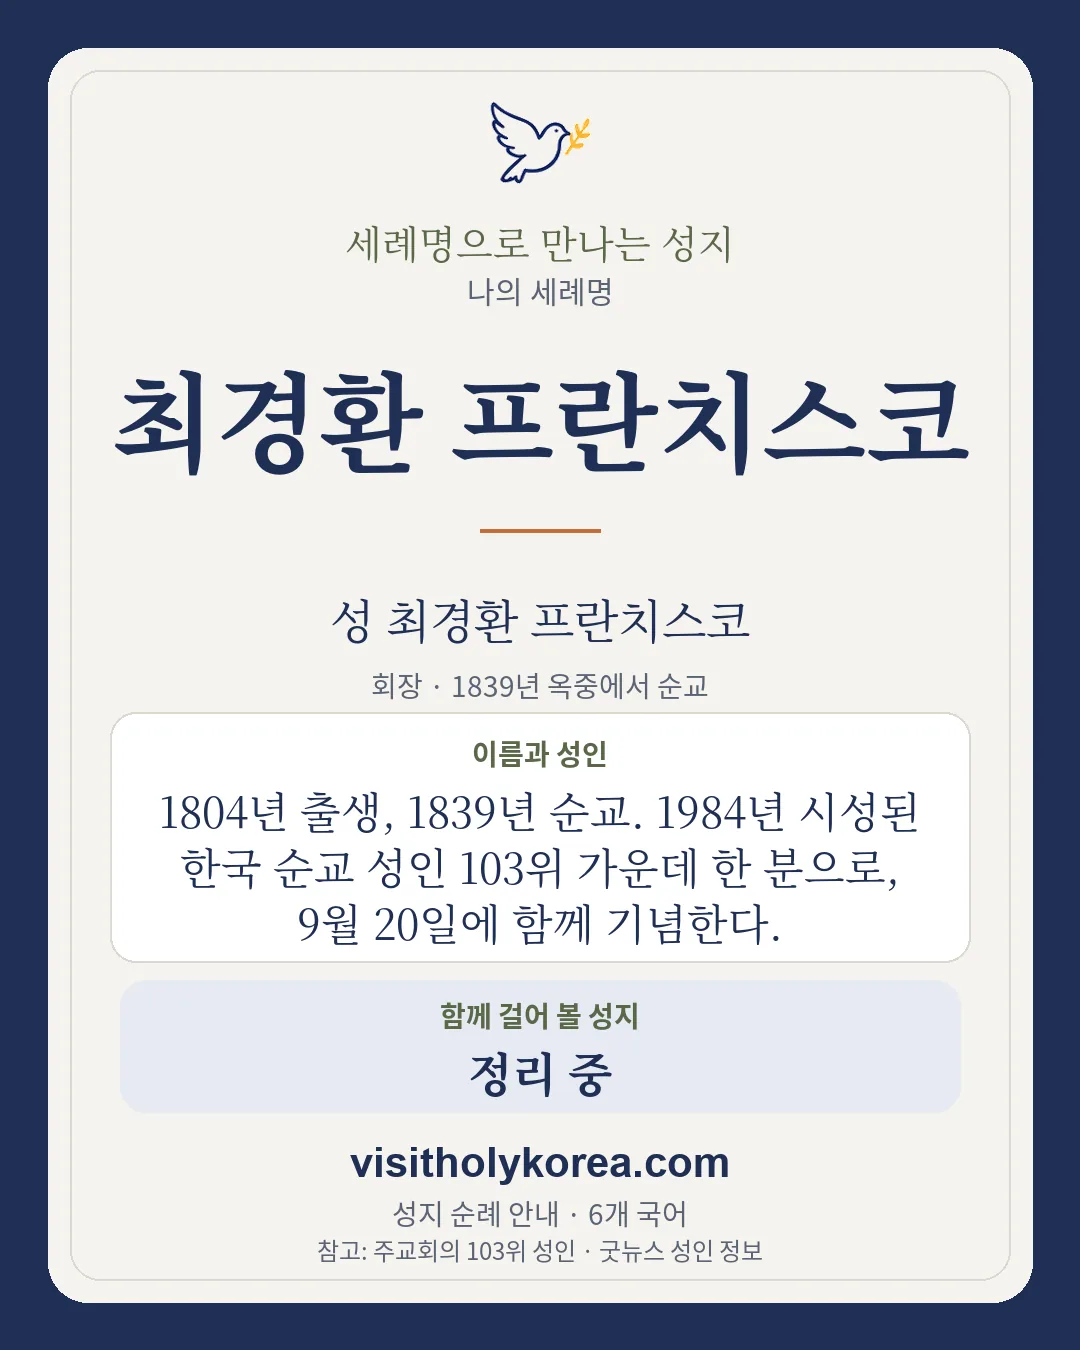 세례명으로 만나는 성지
나의 세례명
최경환 프란치스코
성 최경환 프란치스코
회장 · 1839년 옥중에서 순교
이름과 성인
1804년 출생, 1839년 순교. 1984년 시성된
한국 순교 성인 103위 가운데 한 분으로,
9월 20일에 함께 기념한다.
함께 걸어 볼 성지
정리 중
visitholykorea.com
성지 순례 안내 · 6개 국어
참고: 주교회의 103위 성인 · 굿뉴스 성인 정보